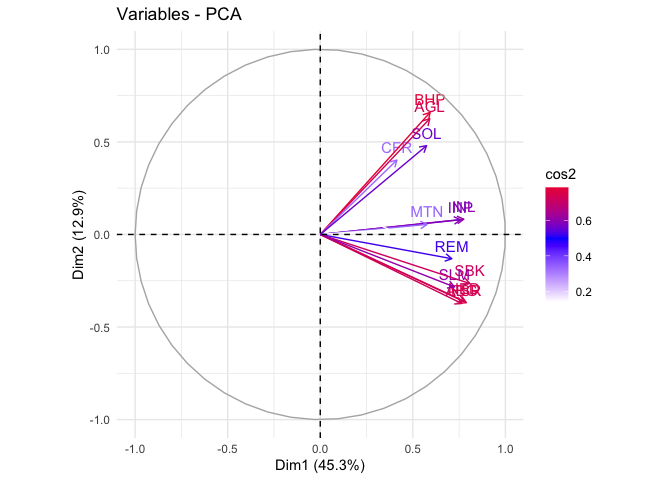 Variables - PCA
1.0
0.5
0.0
-0.5
-1.0
Dim2 (12.9%)
BHP
AGL
SOL
CFR
MTN
REM
SBK
SLM
-1.0 -0.5 0.0 0.5 1.0
Dim1 (45.3%)
cos2
0.6
0.4
0.2